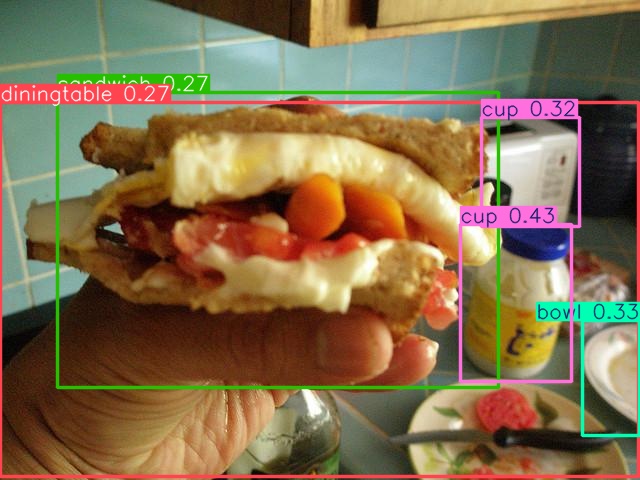 sandwich 0.27
diningtable 0.27
cup 0.32
cup 0.43
bowl 0.33